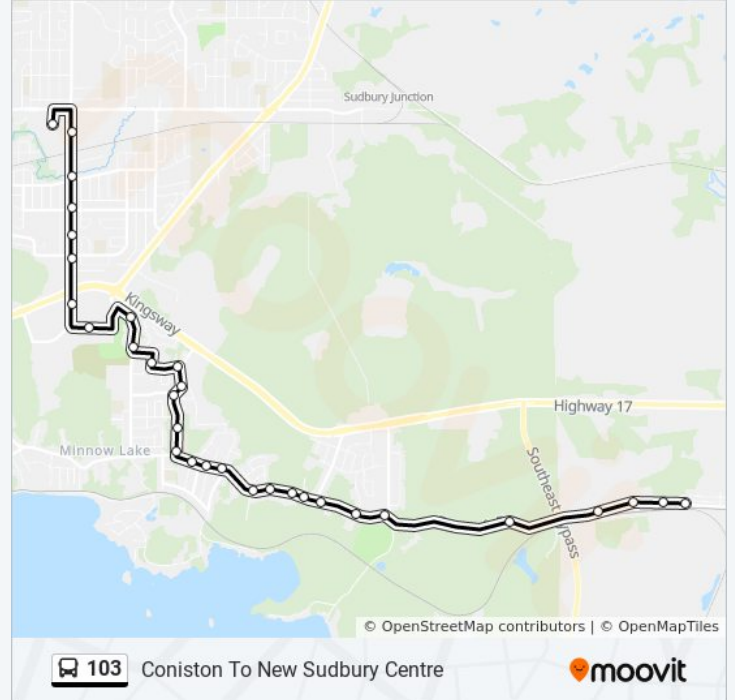 Sudbury Junction
Kingsway
Highway 17
Minnow Lake
Southeast Bypass
© OpenStreetMap contributors | © OpenMapTiles
103 Coniston To New Sudbury Centre
moovit